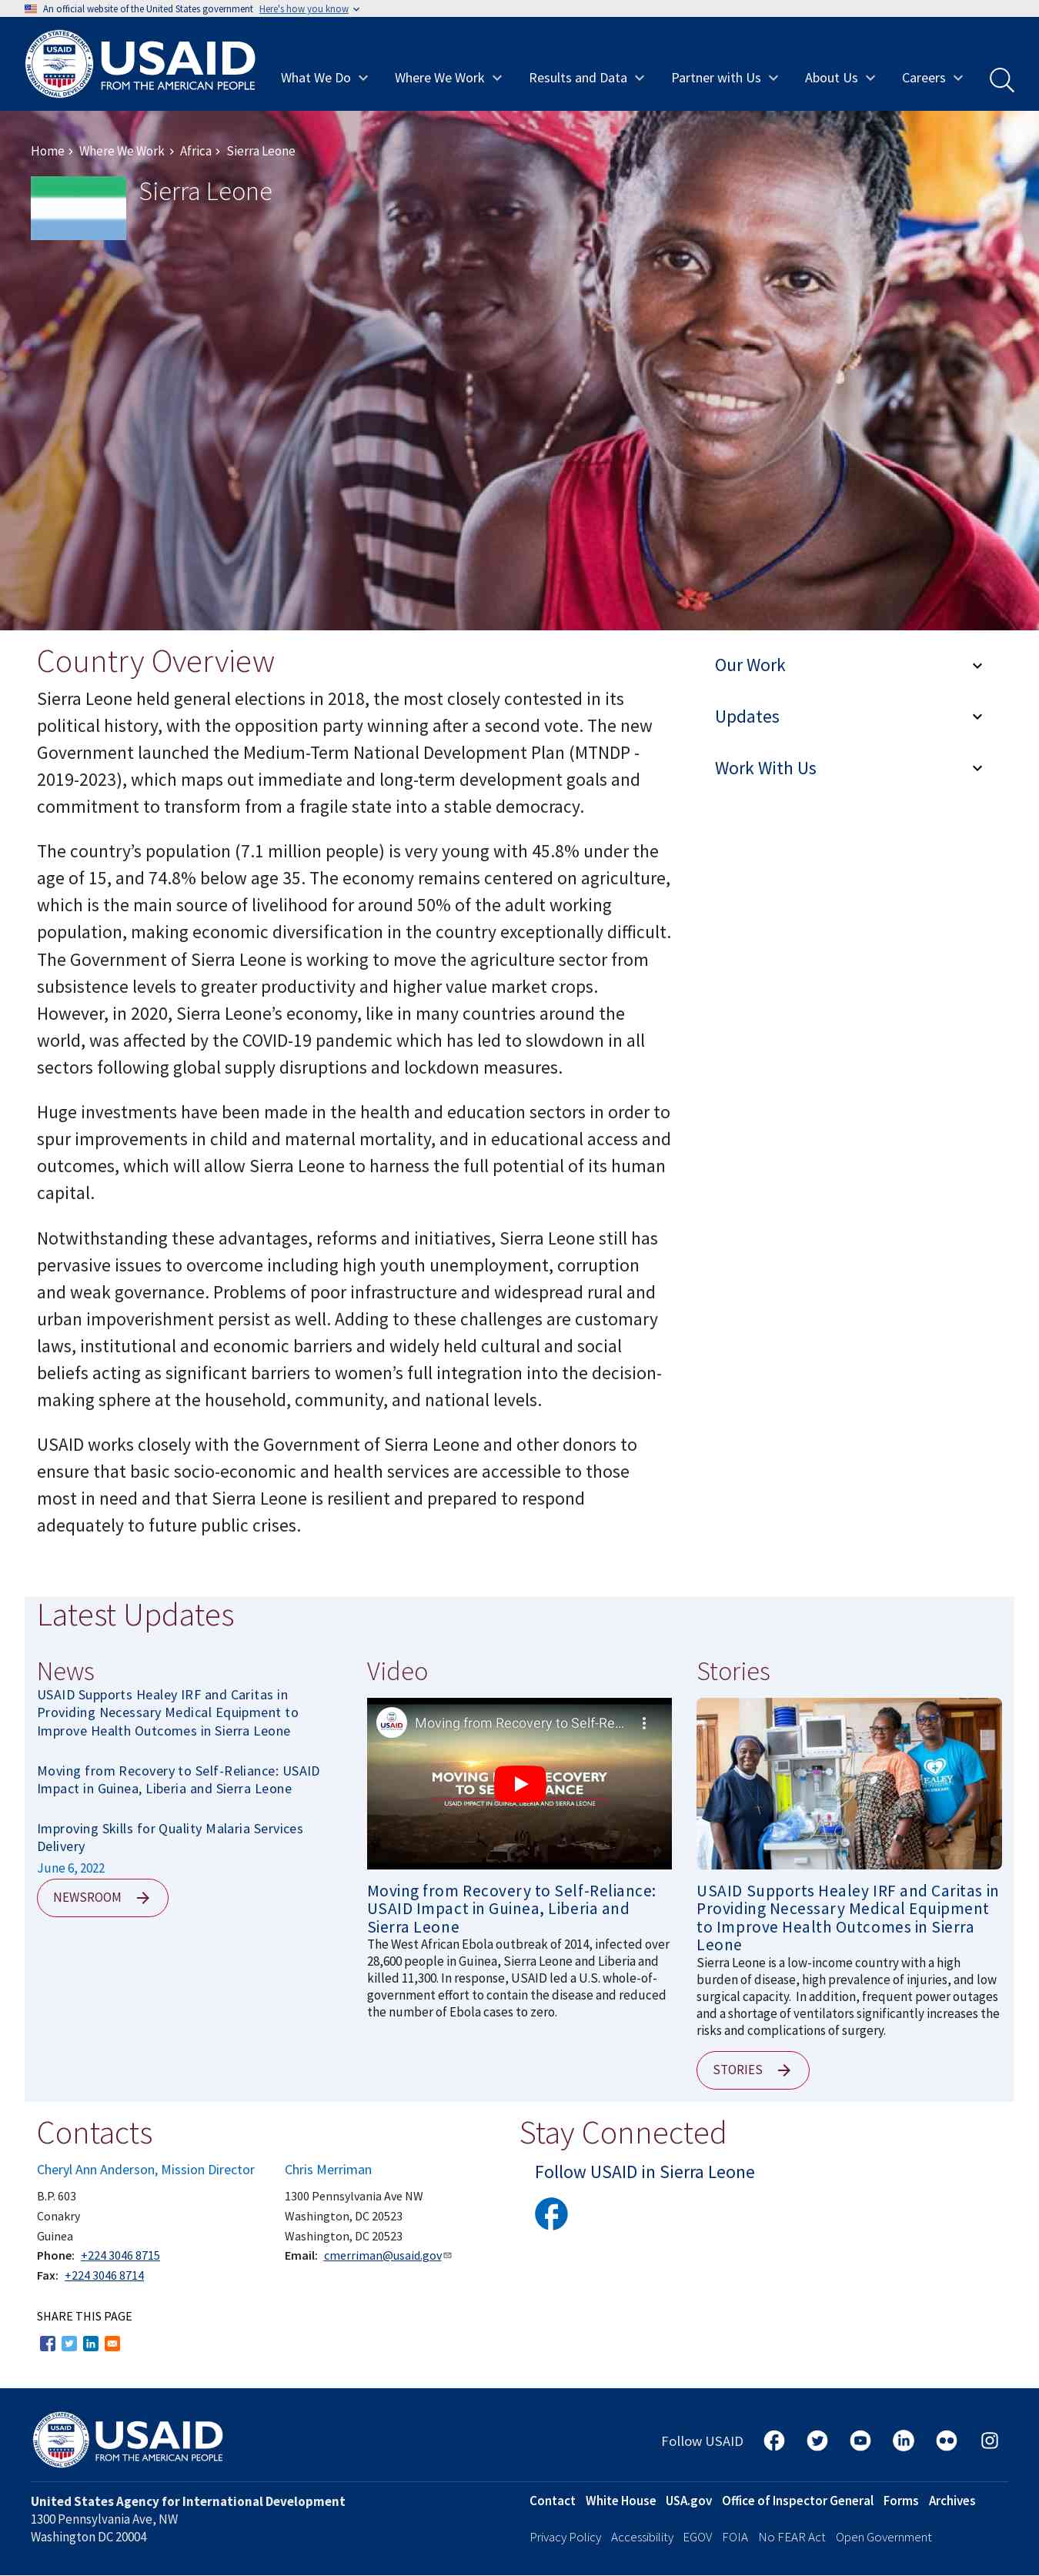 An official website of the United States government Here's how you know
USAID
FROM THE AMERICAN PEOPLE
What We Do
Where We Work
Results and Data
Partner with Us
About Us
Careers
Home › Where We Work › Africa › Sierra Leone
Sierra Leone
Country Overview
Sierra Leone held general elections in 2018, the most closely contested in its
political history, with the opposition party winning after a second vote. The new
Government launched the Medium-Term National Development Plan (MTNDP -
2019-2023), which maps out immediate and long-term development goals and
commitment to transform from a fragile state into a stable democracy.
The country’s population (7.1 million people) is very young with 45.8% under the
age of 15, and 74.8% below age 35. The economy remains centered on agriculture,
which is the main source of livelihood for around 50% of the adult working
population, making economic diversification in the country exceptionally difficult.
The Government of Sierra Leone is working to move the agriculture sector from
subsistence levels to greater productivity and higher value market crops.
However, in 2020, Sierra Leone’s economy, like in many countries around the
world, was affected by the COVID-19 pandemic which has led to slowdown in all
sectors following global supply disruptions and lockdown measures.
Huge investments have been made in the health and education sectors in order to
spur improvements in child and maternal mortality, and in educational access and
outcomes, which will allow Sierra Leone to harness the full potential of its human
capital.
Notwithstanding these advantages, reforms and initiatives, Sierra Leone still has
pervasive issues to overcome including high youth unemployment, corruption
and weak governance. Problems of poor infrastructure and widespread rural and
urban impoverishment persist as well. Adding to these challenges are customary
laws, institutional and economic barriers and widely held cultural and social
beliefs acting as significant barriers to women’s full integration into the decision-
making sphere at the household, community, and national levels.
USAID works closely with the Government of Sierra Leone and other donors to
ensure that basic socio-economic and health services are accessible to those
most in need and that Sierra Leone is resilient and prepared to respond
adequately to future public crises.
Our Work
Updates
Work With Us
Latest Updates
News
USAID Supports Healey IRF and Caritas in
Providing Necessary Medical Equipment to
Improve Health Outcomes in Sierra Leone
Moving from Recovery to Self-Reliance: USAID
Impact in Guinea, Liberia and Sierra Leone
Improving Skills for Quality Malaria Services
Delivery
June 6, 2022
NEWSROOM
Video
USAID
Moving from Recovery to Self-Re...
MOVING RECOVERY
TO SE ANCE
USAID IMPACT IN GUINEA, LIBERIA AND SIERRA LEONE
Moving from Recovery to Self-Reliance:
USAID Impact in Guinea, Liberia and
Sierra Leone
The West African Ebola outbreak of 2014, infected over
28,600 people in Guinea, Sierra Leone and Liberia and
killed 11,300. In response, USAID led a U.S. whole-of-
government effort to contain the disease and reduced
the number of Ebola cases to zero.
Stories
USAID Supports Healey IRF and Caritas in
Providing Necessary Medical Equipment
to Improve Health Outcomes in Sierra
Leone
Sierra Leone is a low-income country with a high
burden of disease, high prevalence of injuries, and low
surgical capacity. In addition, frequent power outages
and a shortage of ventilators significantly increases the
risks and complications of surgery.
STORIES
Contacts
Cheryl Ann Anderson, Mission Director
B.P. 603
Conakry
Guinea
Phone: +224 3046 8715
Fax: +224 3046 8714
Chris Merriman
1300 Pennsylvania Ave NW
Washington, DC 20523
Washington, DC 20523
Email: cmerriman@usaid.gov
Stay Connected
Follow USAID in Sierra Leone
SHARE THIS PAGE
USAID
FROM THE AMERICAN PEOPLE
Follow USAID
United States Agency for International Development
1300 Pennsylvania Ave, NW
Washington DC 20004
Contact White House USA.gov Office of Inspector General Forms Archives
Privacy Policy Accessibility EGOV FOIA No FEAR Act Open Government